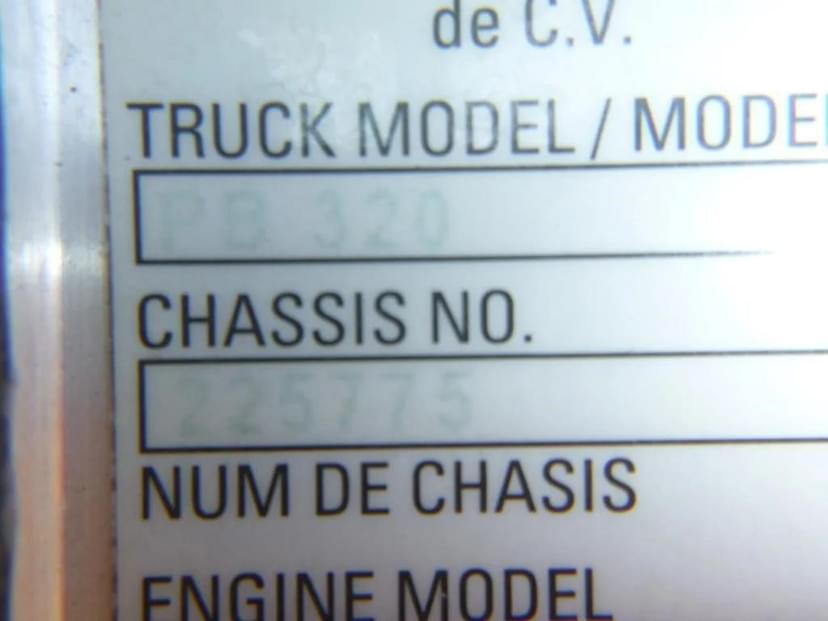 de C.V.
TRUCK MODEL / MODEL
PB 320
CHASSIS NO.
225775
NUM DE CHASIS
ENGINE MODEL